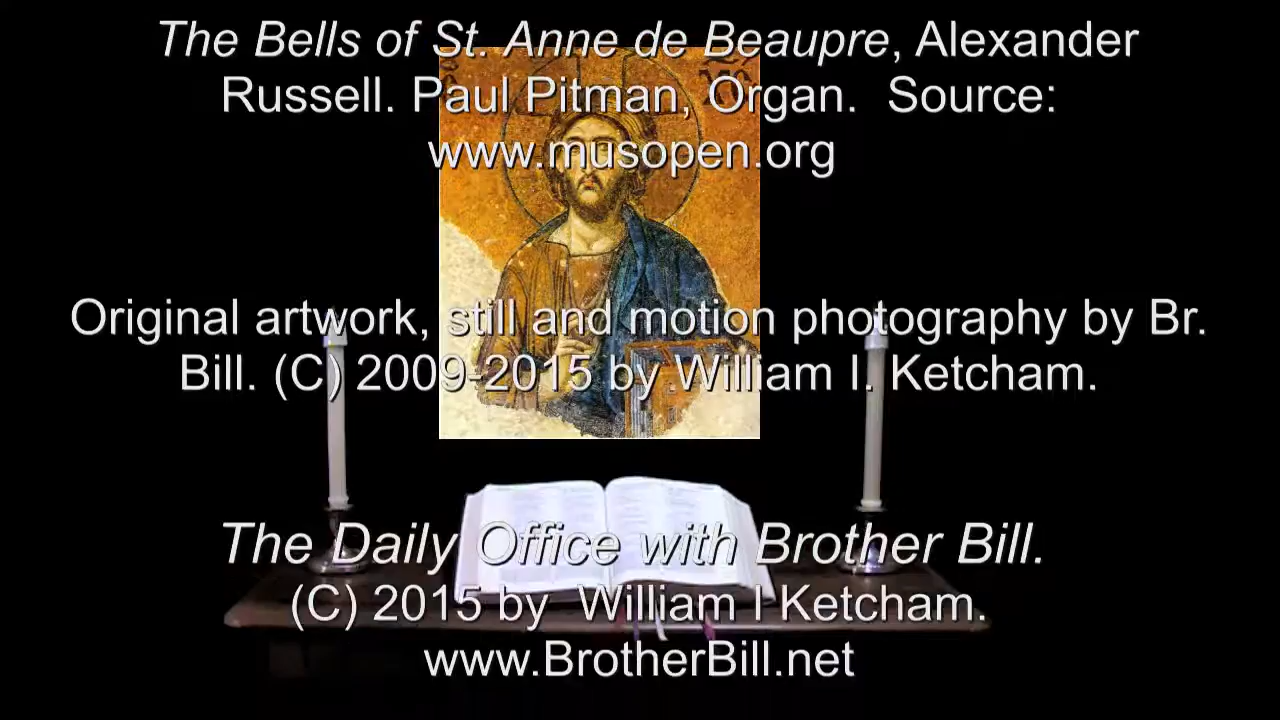 The Bells of St. Anne de Beaupre, Alexander
Russell. Paul Pitman, Organ.  Source:
www.musopen.org
Original artwork, still and motion photography by Br.
Bill. (C) 2009-2015 by William I. Ketcham.
The Daily Office with Brother Bill.
(C) 2015 by  William I Ketcham.
www.BrotherBill.net